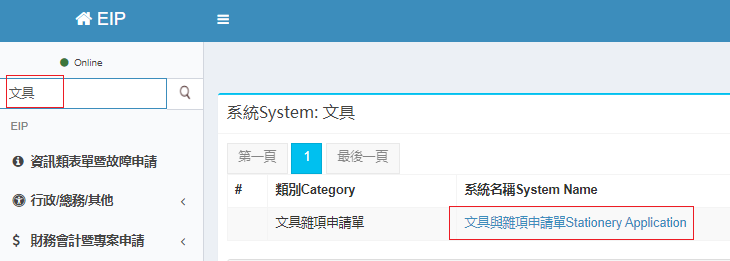 EIP
Online
文具
EIP
資訊類表單暨故障申請
行政/總務/其他
財務會計暨專案申請
系統System: 文具
第一頁 1 最後一頁
# 類別Category 系統名稱System Name
文具雜項申請單 文具與雜項申請單Stationery Application